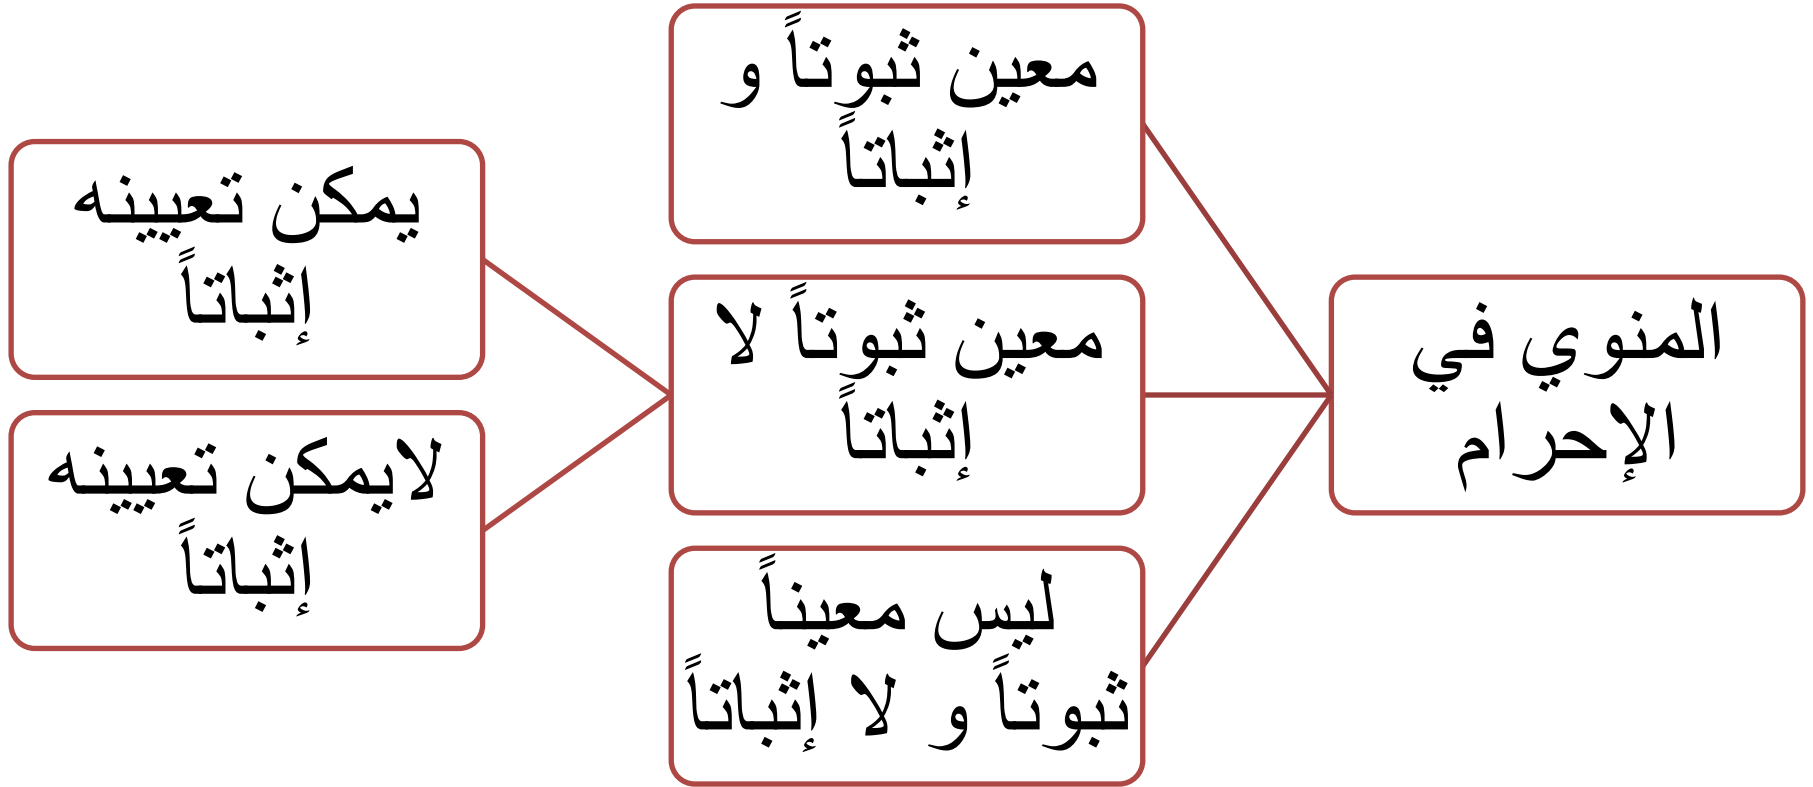 المنوي في
الإحرام
معين ثبوتاً و
إثباتاً
معين ثبوتاً لا
إثباتاً
ليس معيناً
ثبوتاً و لا إثباتاً
يمكن تعيينه
إثباتاً
لايمكن تعيينه
إثباتاً